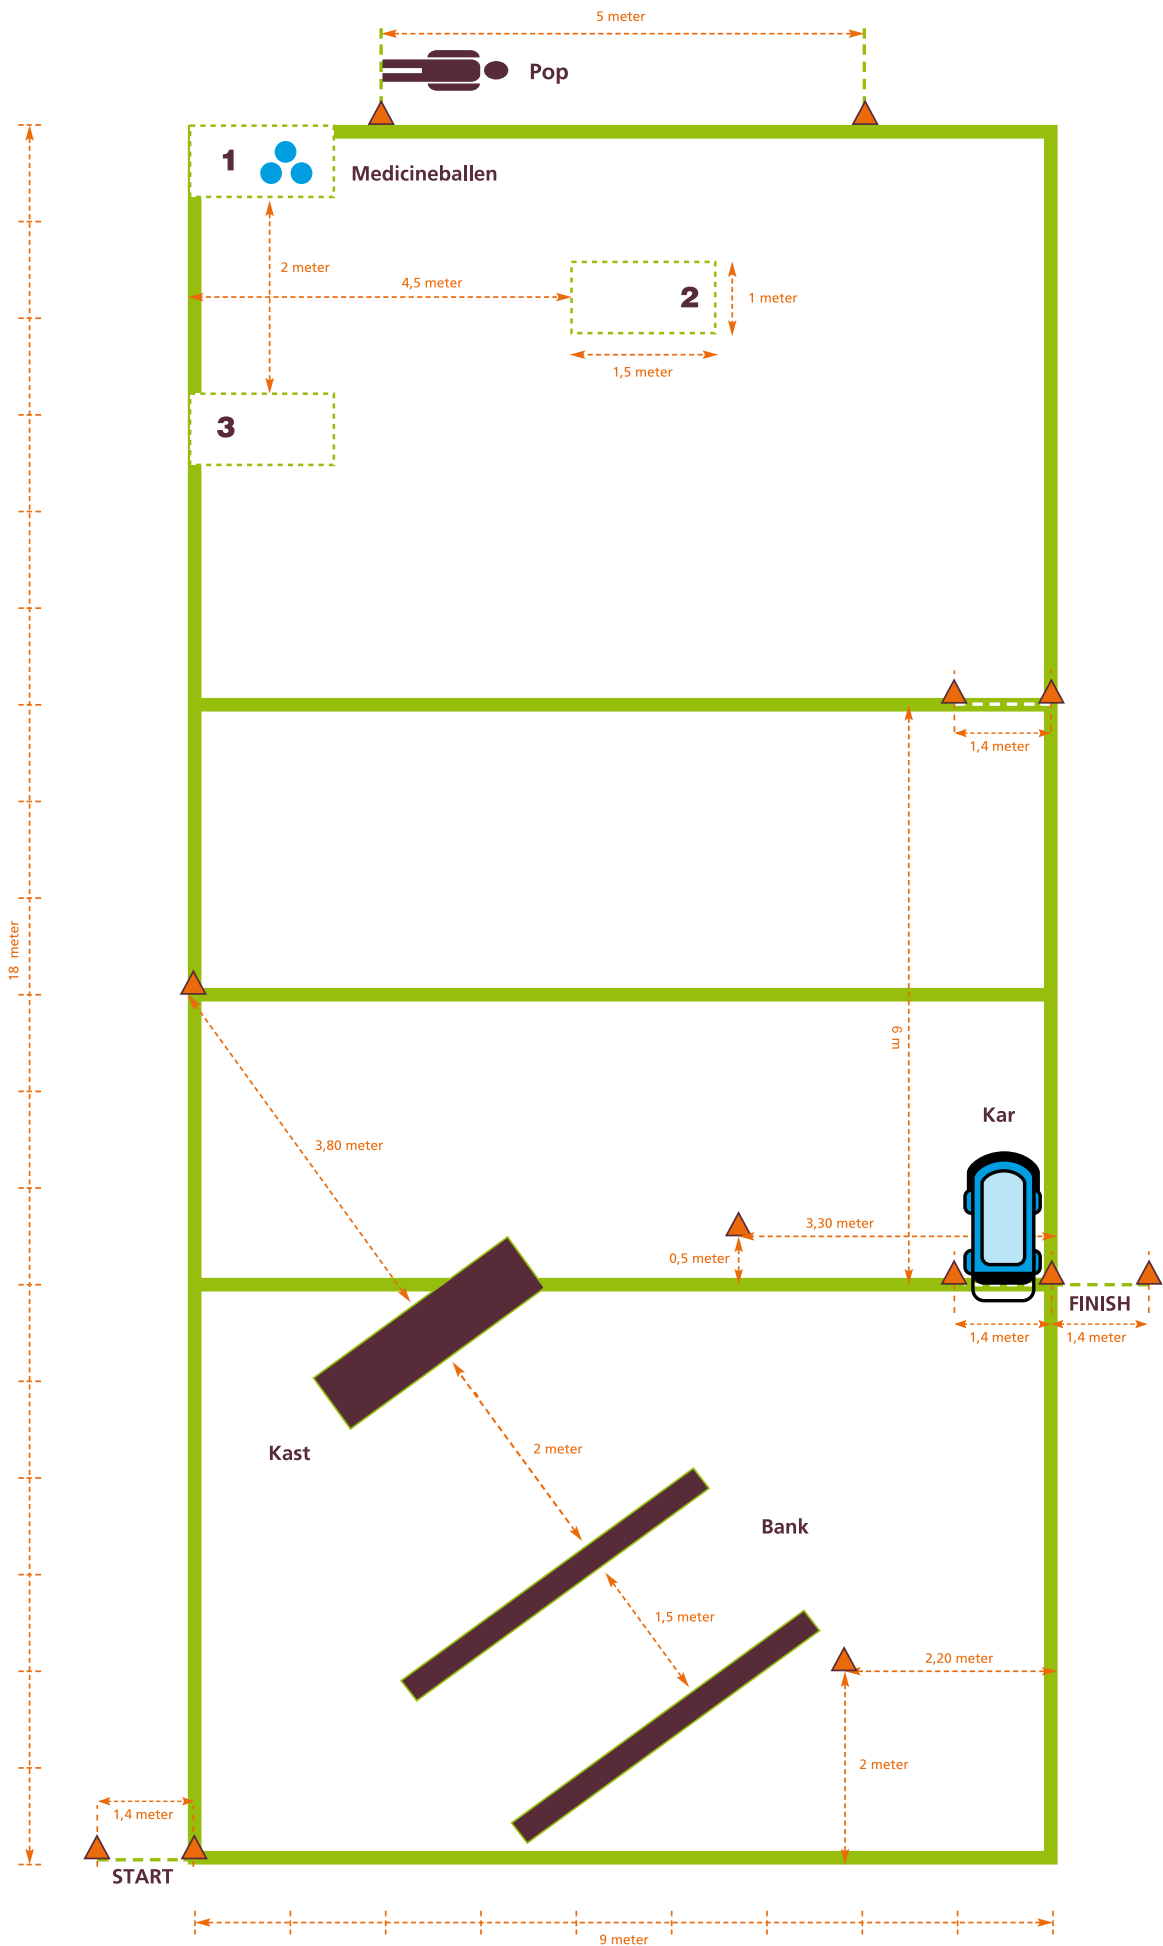 5 meter
Pop
1
Medicineballen
2 meter
4,5 meter
2
1 meter
1,5 meter
3
1,4 meter
18 meter
6 m
Kar
3,80 meter
3,30 meter
0,5 meter
FINISH
1,4 meter
1,4 meter
Kast
2 meter
Bank
1,5 meter
2,20 meter
2 meter
1,4 meter
START
9 meter